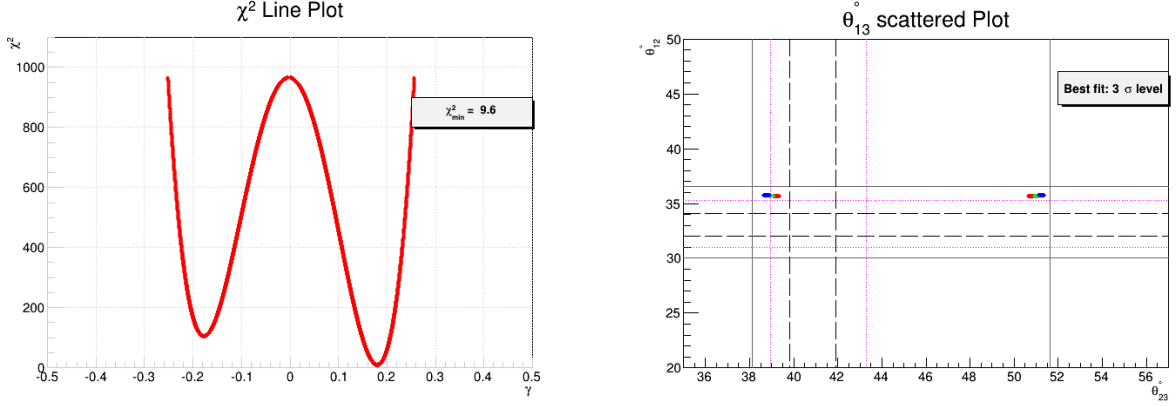 χ² Line Plot
χ²
1000
800
600
400
200
0
-0.5 -0.4 -0.3 -0.2 -0.1 0 0.1 0.2 0.3 0.4 0.5
γ
χ²min = 9.6
θ°13 scattered Plot
θ°12
50
45
40
35
30
25
20
36 38 40 42 44 46 48 50 52 54 56
θ°23
Best fit: 3 σ level